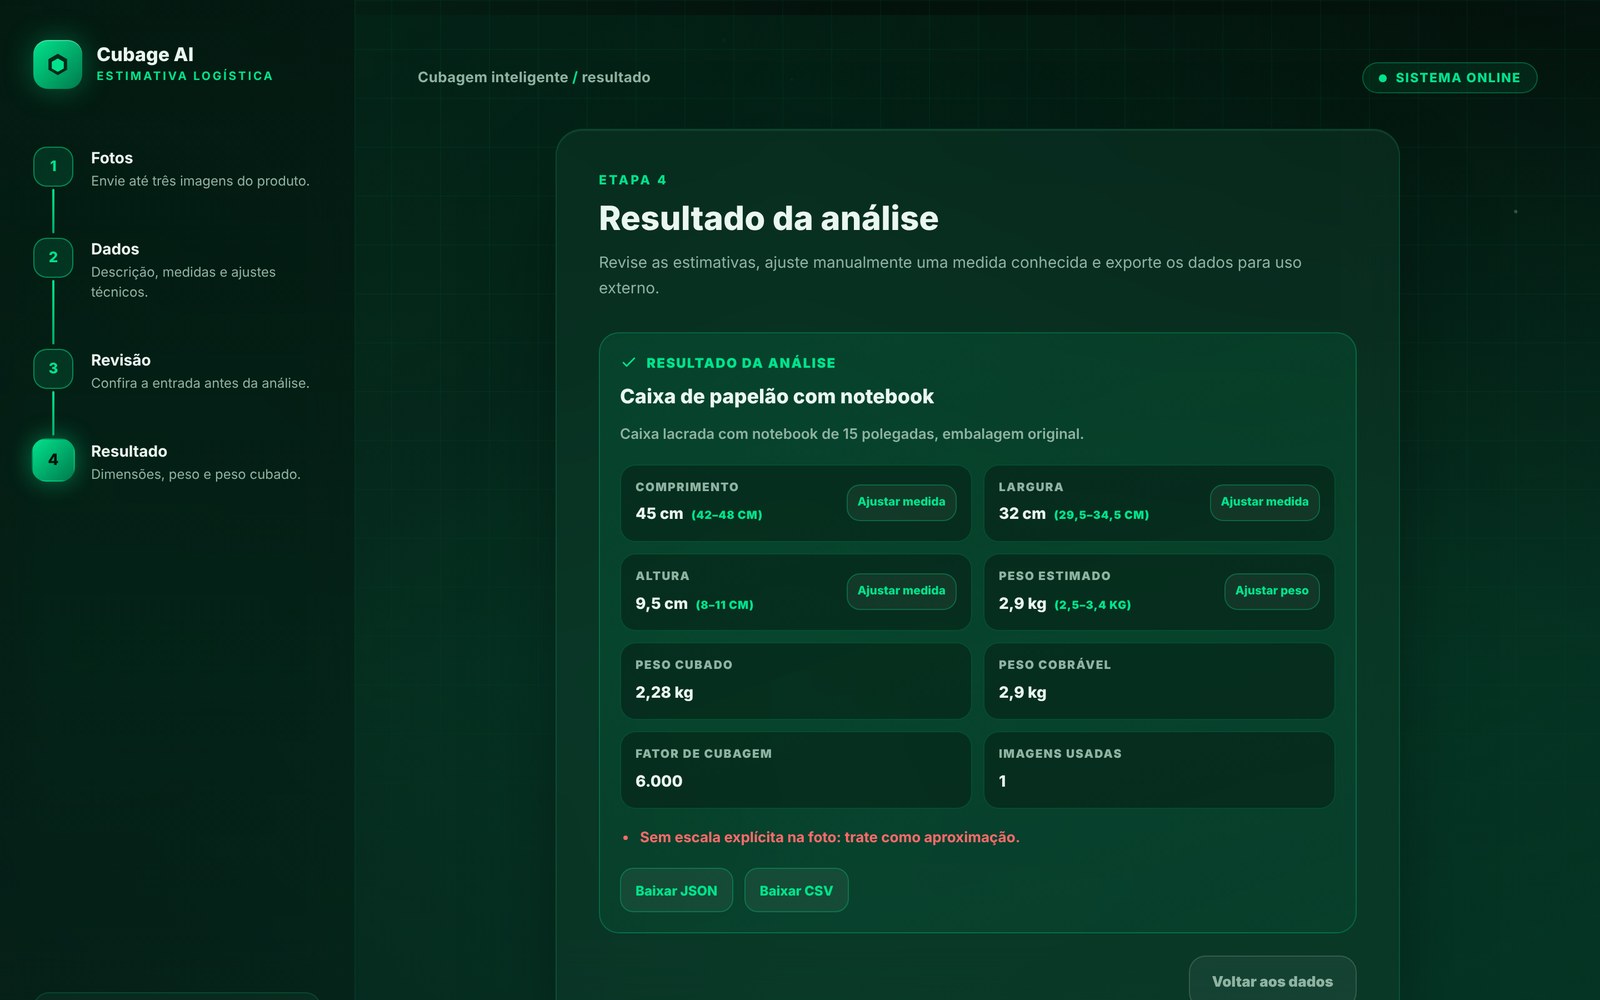 Cubage AI
ESTIMATIVA LOGÍSTICA
1
Fotos
Envie até três imagens do produto.
2
Dados
Descrição, medidas e ajustes
técnicos.
3
Revisão
Confira a entrada antes da análise.
4
Resultado
Dimensões, peso e peso cubado.
Cubagem inteligente / resultado
SISTEMA ONLINE
ETAPA 4
Resultado da análise
Revise as estimativas, ajuste manualmente uma medida conhecida e exporte os dados para uso
externo.
RESULTADO DA ANÁLISE
Caixa de papelão com notebook
Caixa lacrada com notebook de 15 polegadas, embalagem original.
COMPRIMENTO
45 cm (42–48 CM)
Ajustar medida
LARGURA
32 cm (29,5–34,5 CM)
Ajustar medida
ALTURA
9,5 cm (8–11 CM)
Ajustar medida
PESO ESTIMADO
2,9 kg (2,5–3,4 KG)
Ajustar peso
PESO CUBADO
2,28 kg
PESO COBRÁVEL
2,9 kg
FATOR DE CUBAGEM
6.000
IMAGENS USADAS
1
• Sem escala explícita na foto: trate como aproximação.
Baixar JSON
Baixar CSV
Voltar aos dados